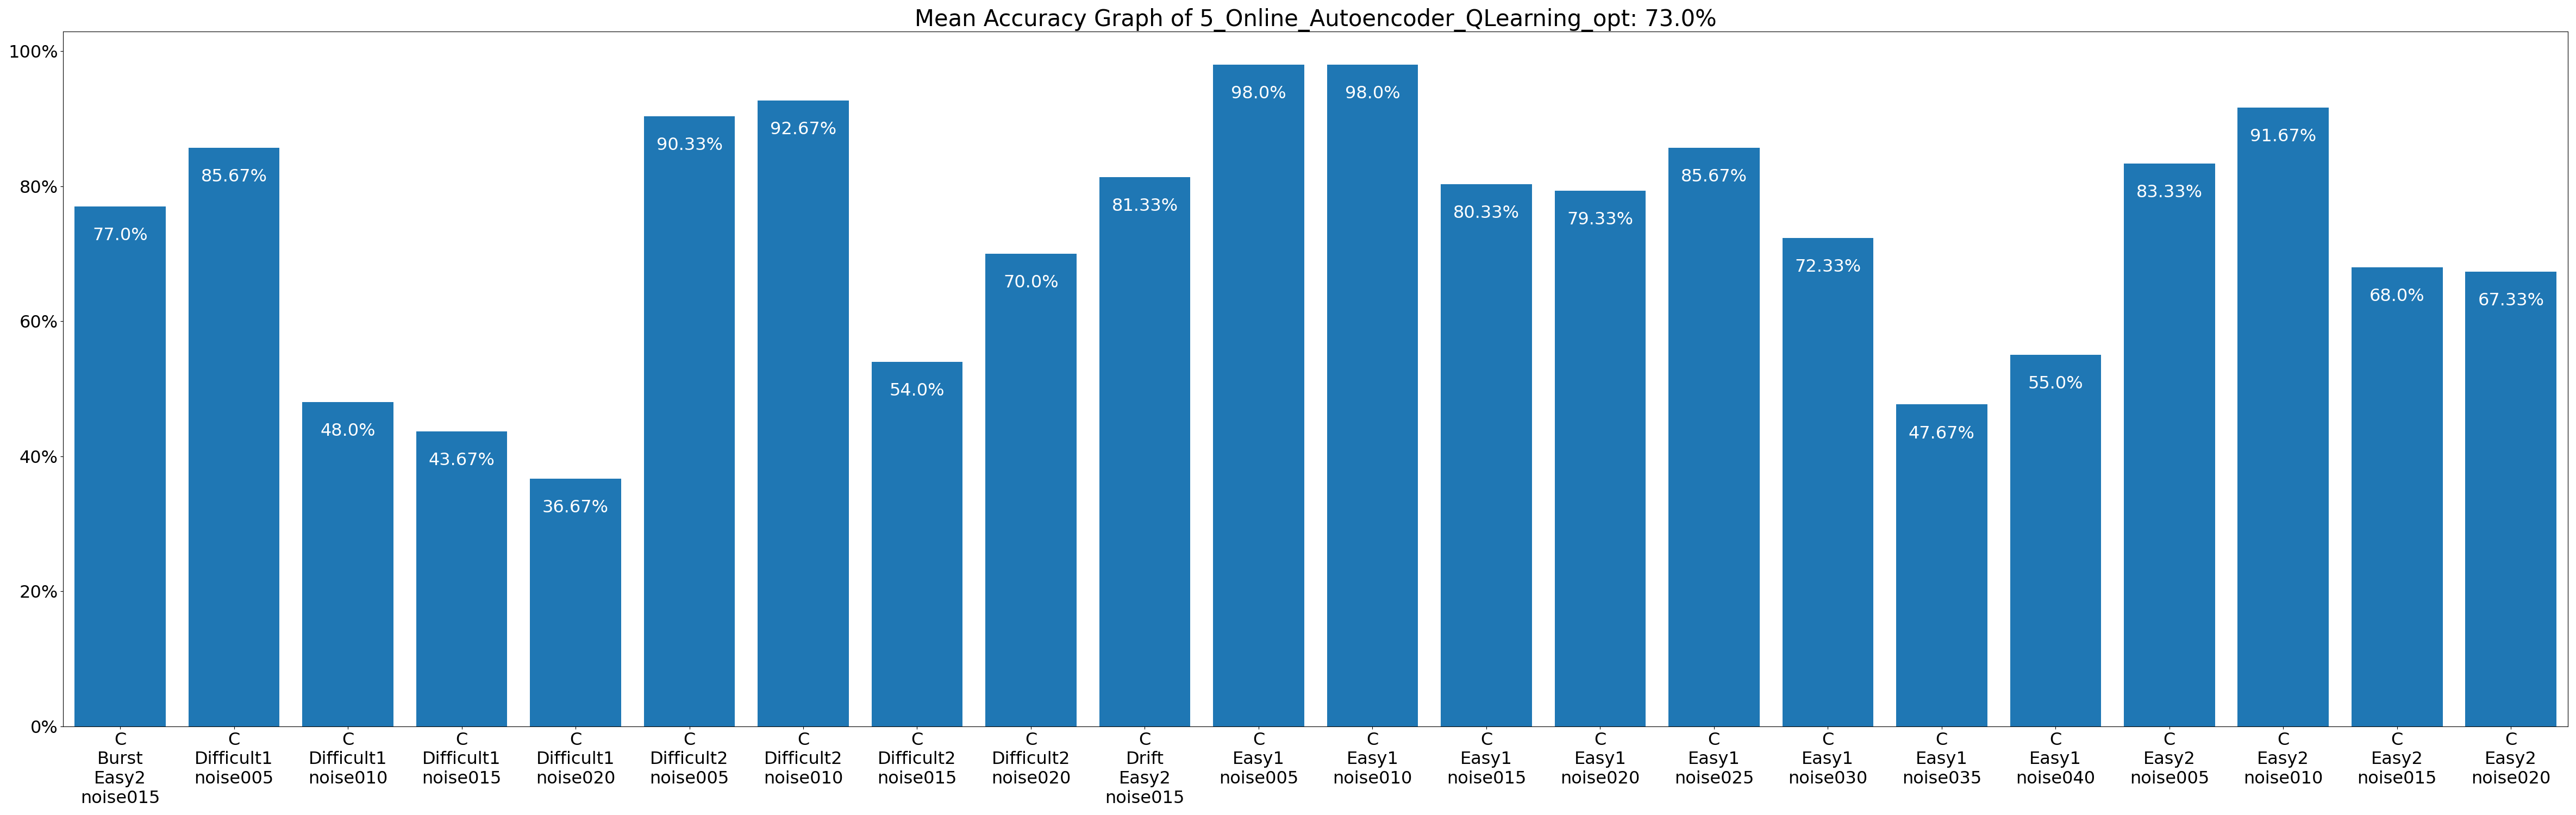 Mean Accuracy Graph of 5_Online_Autoencoder_QLearning_opt: 73.0%
100%
80%
60%
40%
20%
0%
77.0%
85.67%
48.0%
43.67%
36.67%
90.33%
92.67%
54.0%
70.0%
81.33%
98.0%
98.0%
80.33%
79.33%
85.67%
72.33%
47.67%
55.0%
83.33%
91.67%
68.0%
67.33%
C
Burst
Easy2
noise015
C
Difficult1
noise005
C
Difficult1
noise010
C
Difficult1
noise015
C
Difficult1
noise020
C
Difficult2
noise005
C
Difficult2
noise010
C
Difficult2
noise015
C
Difficult2
noise020
C
Drift
Easy2
noise015
C
Easy1
noise005
C
Easy1
noise010
C
Easy1
noise015
C
Easy1
noise020
C
Easy1
noise025
C
Easy1
noise030
C
Easy1
noise035
C
Easy1
noise040
C
Easy2
noise005
C
Easy2
noise010
C
Easy2
noise015
C
Easy2
noise020